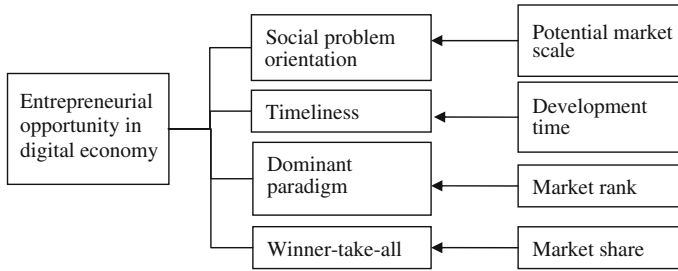 Entrepreneurial
opportunity in
digital economy
Social problem
orientation
Timeliness
Dominant
paradigm
Winner-take-all
Potential market
scale
Development
time
Market rank
Market share